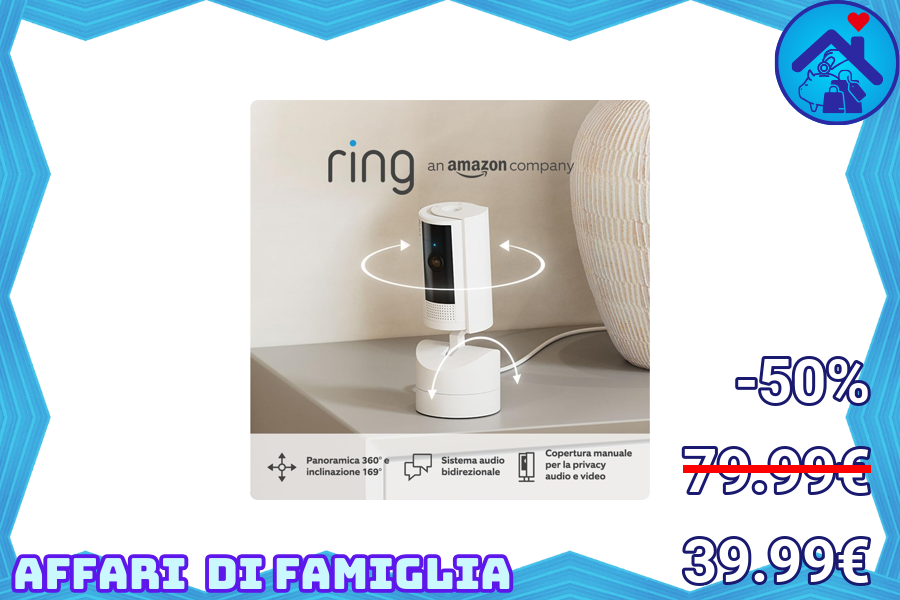 ring
an amazon company
Panoramica 360° e
inclinazione 169°
Sistema audio
bidirezionale
Copertura manuale
per la privacy
audio e video
-50%
79.99€
39.99€
AFFARI DI FAMIGLIA